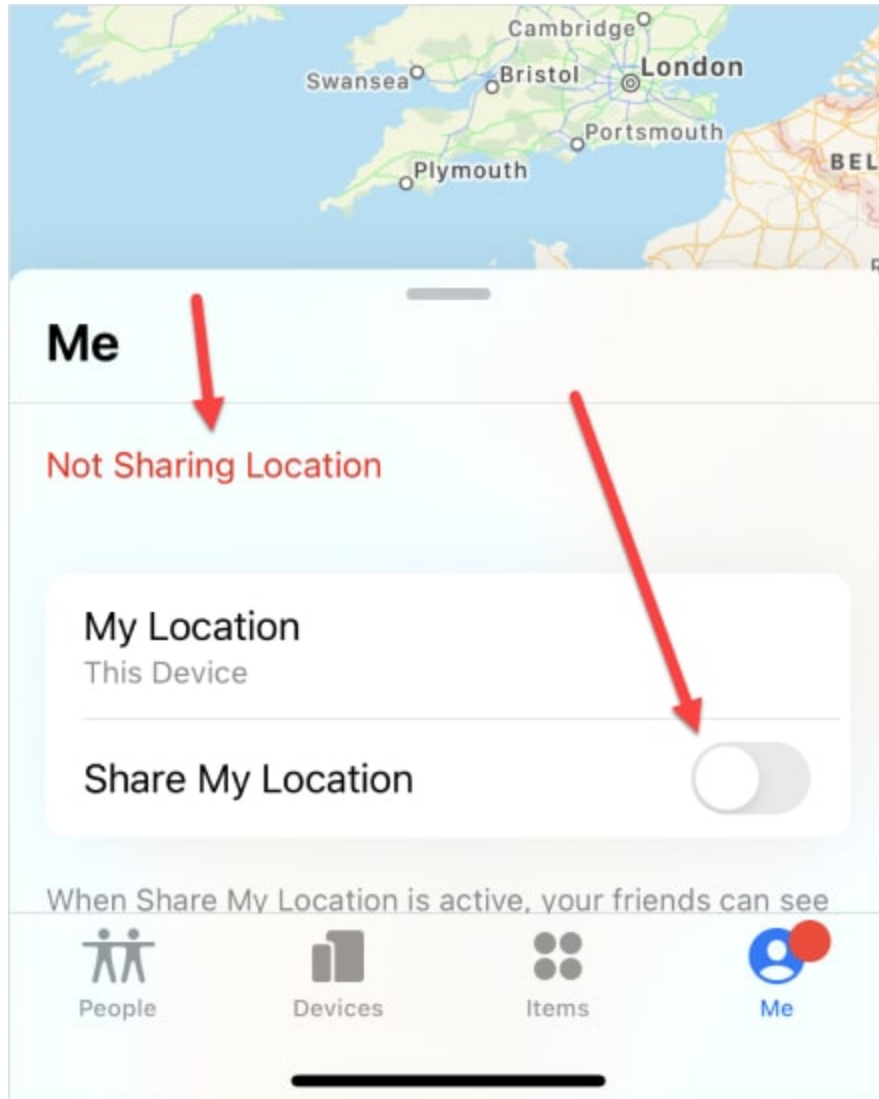 Cambridge
Swansea
Bristol
London
Portsmouth
Plymouth
BEL
Me
Not Sharing Location
My Location
This Device
Share My Location
When Share My Location is active, your friends can see
People
Devices
Items
Me